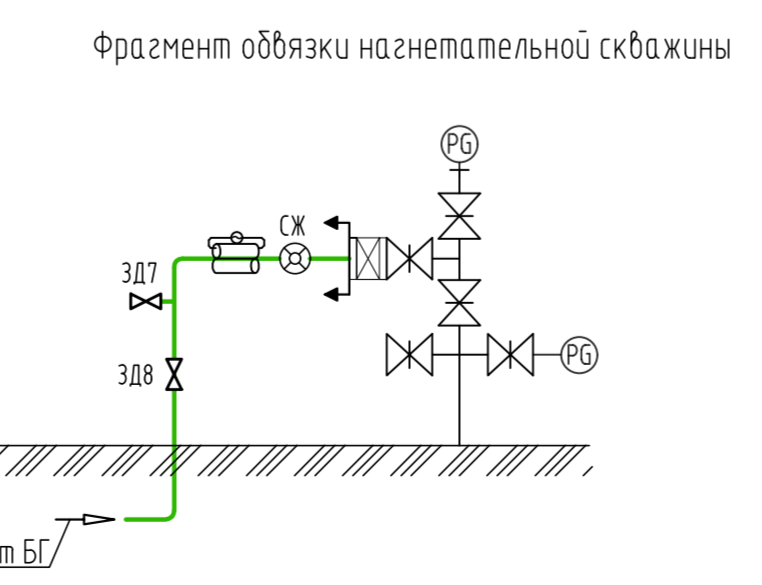 Фрагмент обвязки нагнетательной скважины
PG
СЖ
ЗД7
PG
ЗД8
т БГ